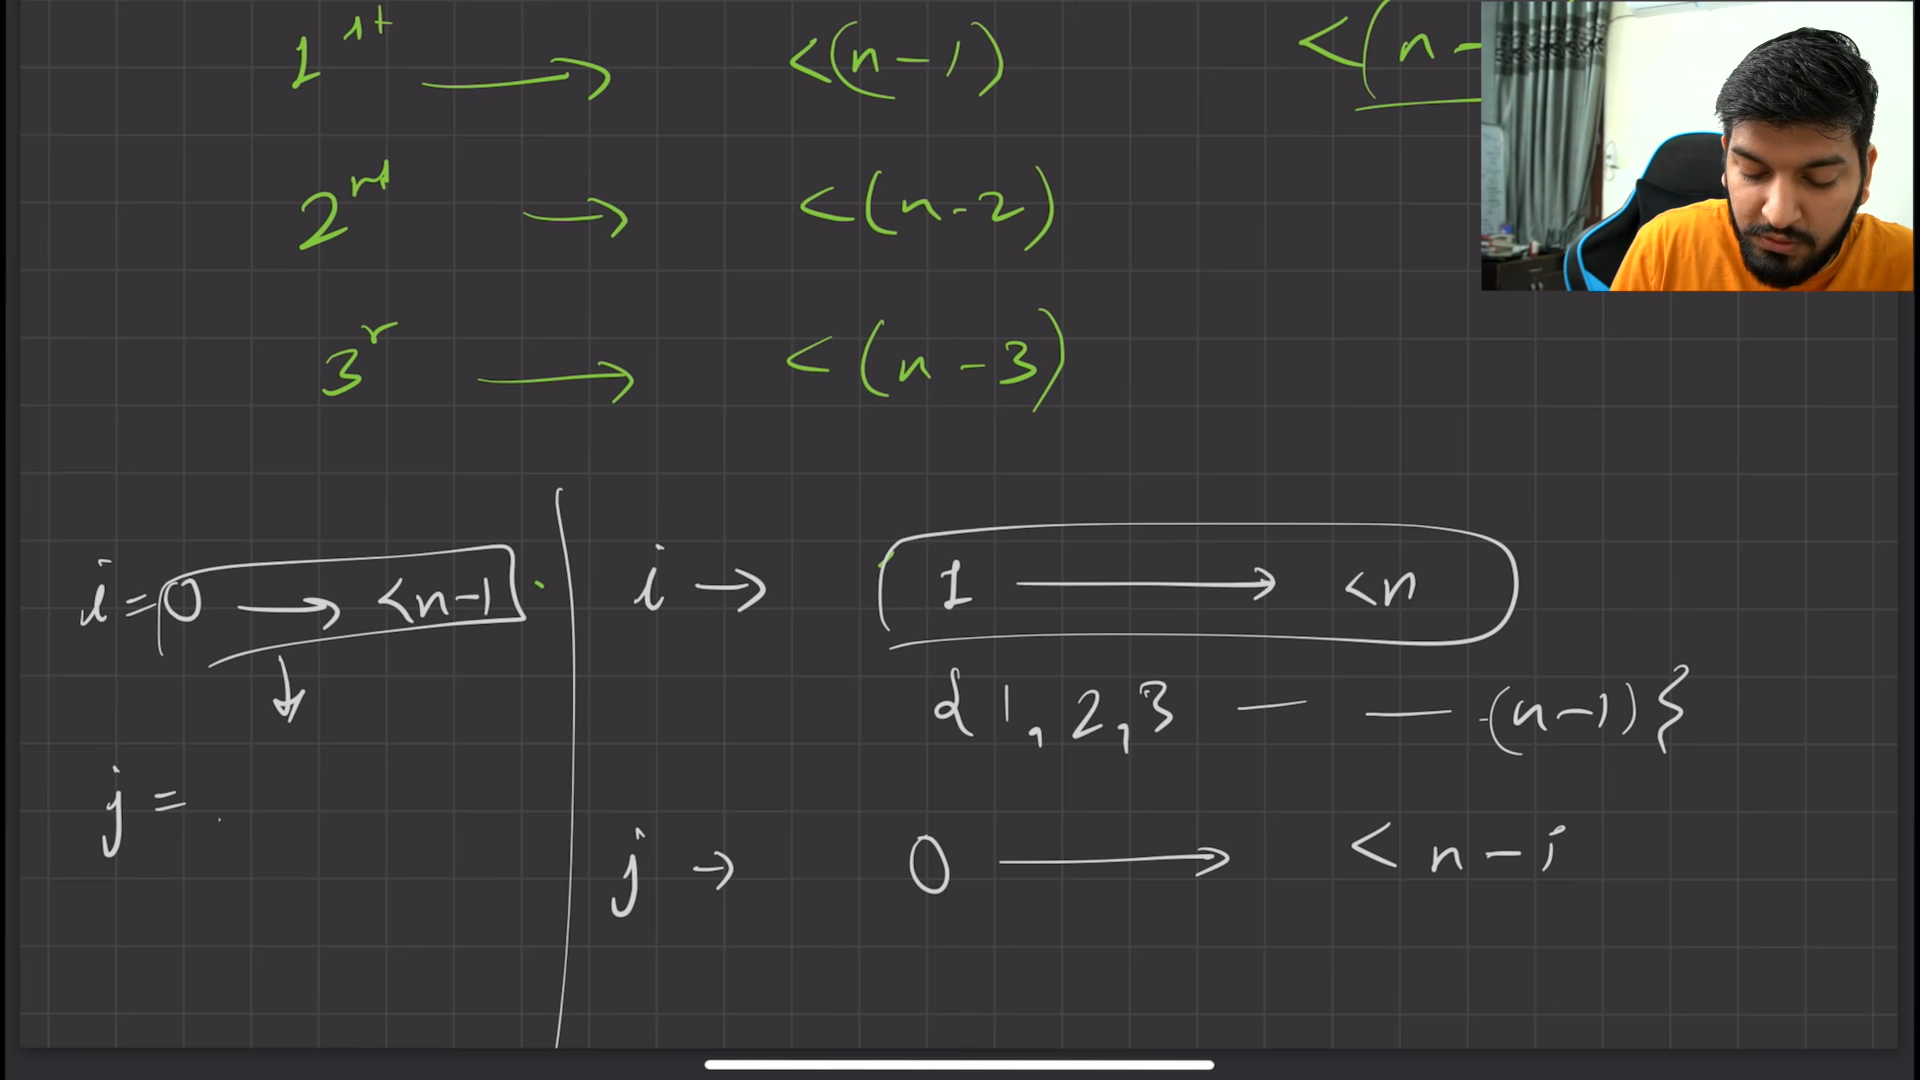 1st → <(n-1) <(n-
2nd → <(n-2)
3r → <(n-3)
i=0 → <n-1
i → 1 → <n
{1,2,3 — — (n-1)}
j =
j → 0 → <n-i